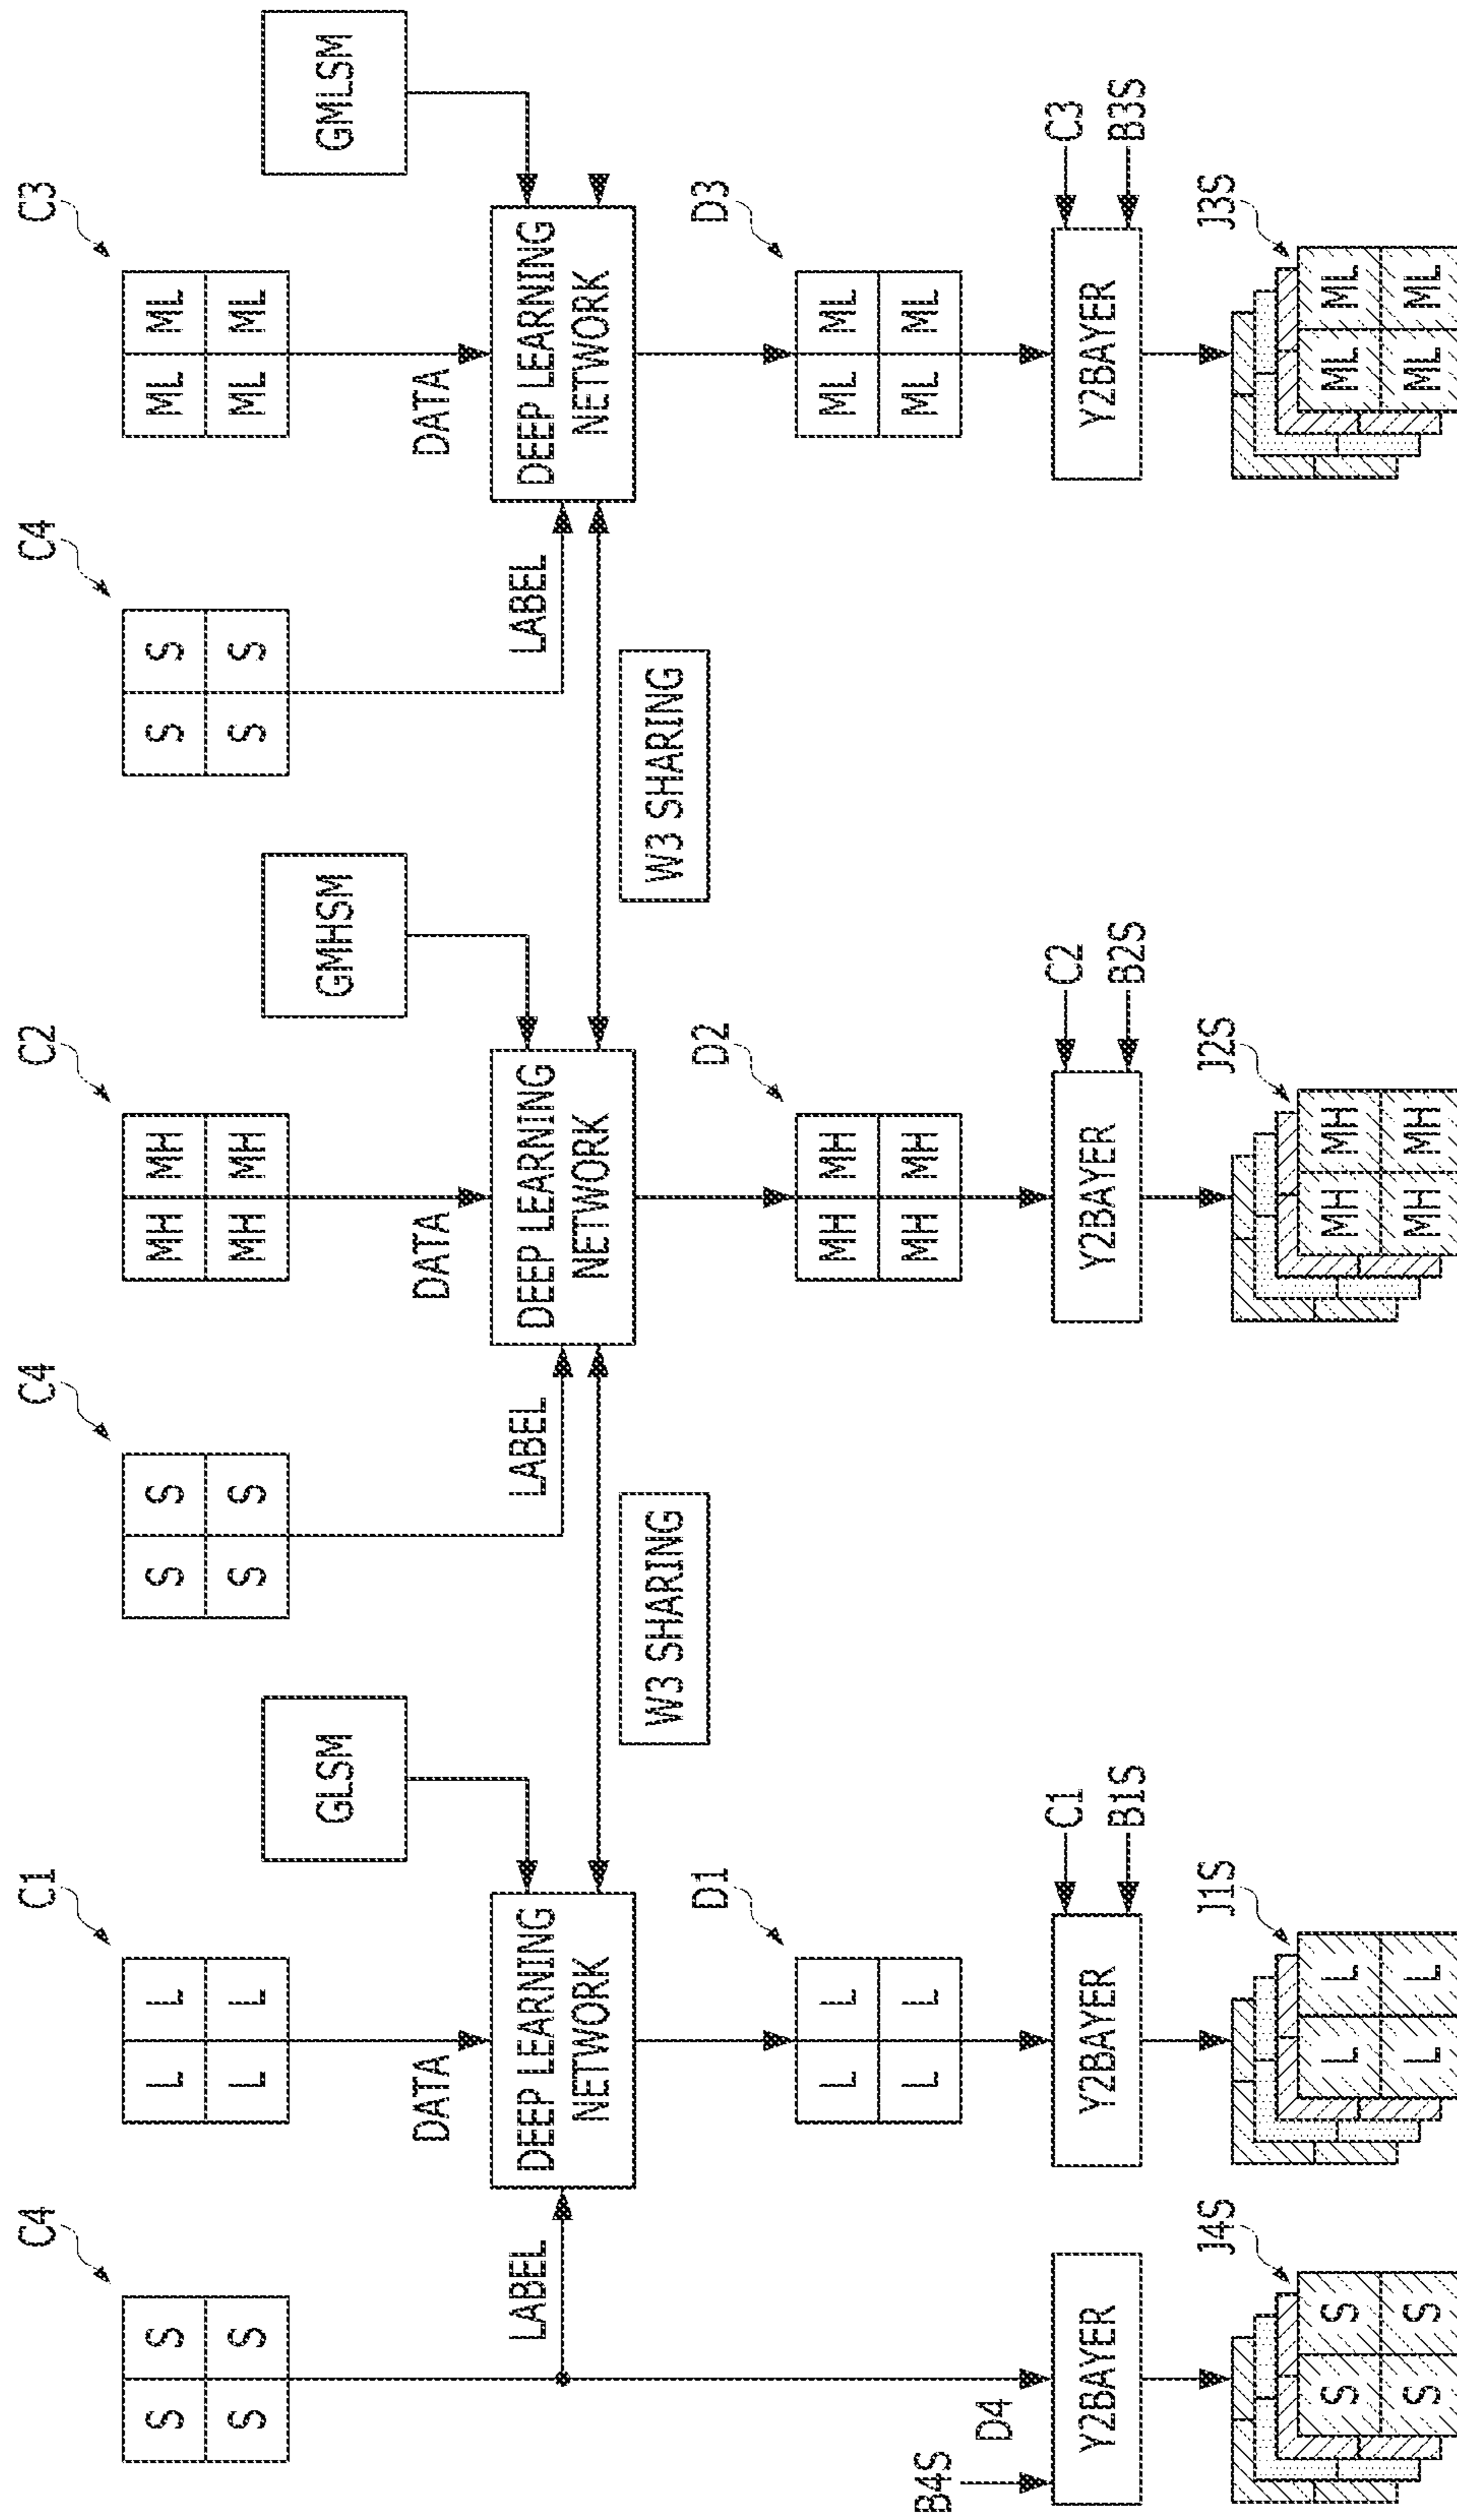 C4
C1
C4
C2
C4
C3
S S
S S
L L
L L
S S
S S
MH MH
MH MH
S S
S S
ML ML
ML ML
GLSM
GMHSM
GMLSM
DATA
DATA
DATA
LABEL
DEEP LEARNING
NETWORK
LABEL
DEEP LEARNING
NETWORK
LABEL
DEEP LEARNING
NETWORK
W3 SHARING
W3 SHARING
D1
D2
D3
L L
L L
MH MH
MH MH
ML ML
ML ML
B4S
D4
Y2BAYER
Y2BAYER
C1
B1S
Y2BAYER
C2
B2S
Y2BAYER
C3
B3S
J4S
J1S
J2S
J3S
S S
S S
L L
L L
MH MH
MH MH
ML ML
ML ML